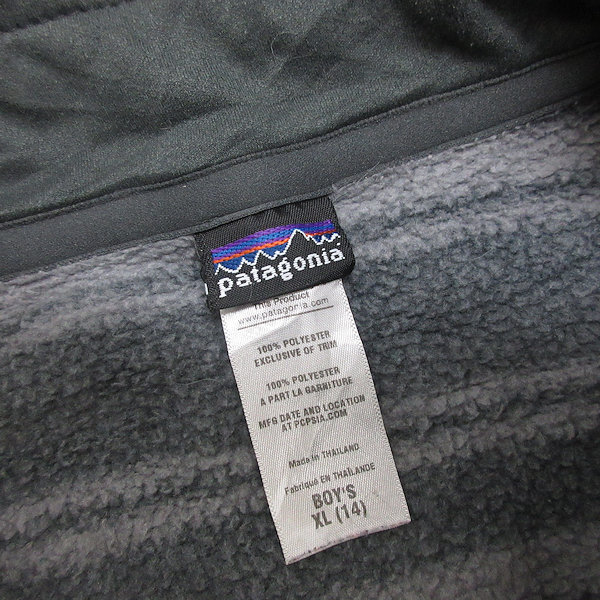 patagonia
This Product
www.patagonia.com
100% POLYESTER
EXCLUSIVE OF TRIM
100% POLYESTER
A PART LA GARNITURE
MFG DATE AND LOCATION
AT PCPSIA.COM
Made in THAILAND
Fabriqué EN THAÏLANDE
BOY'S
XL (14)